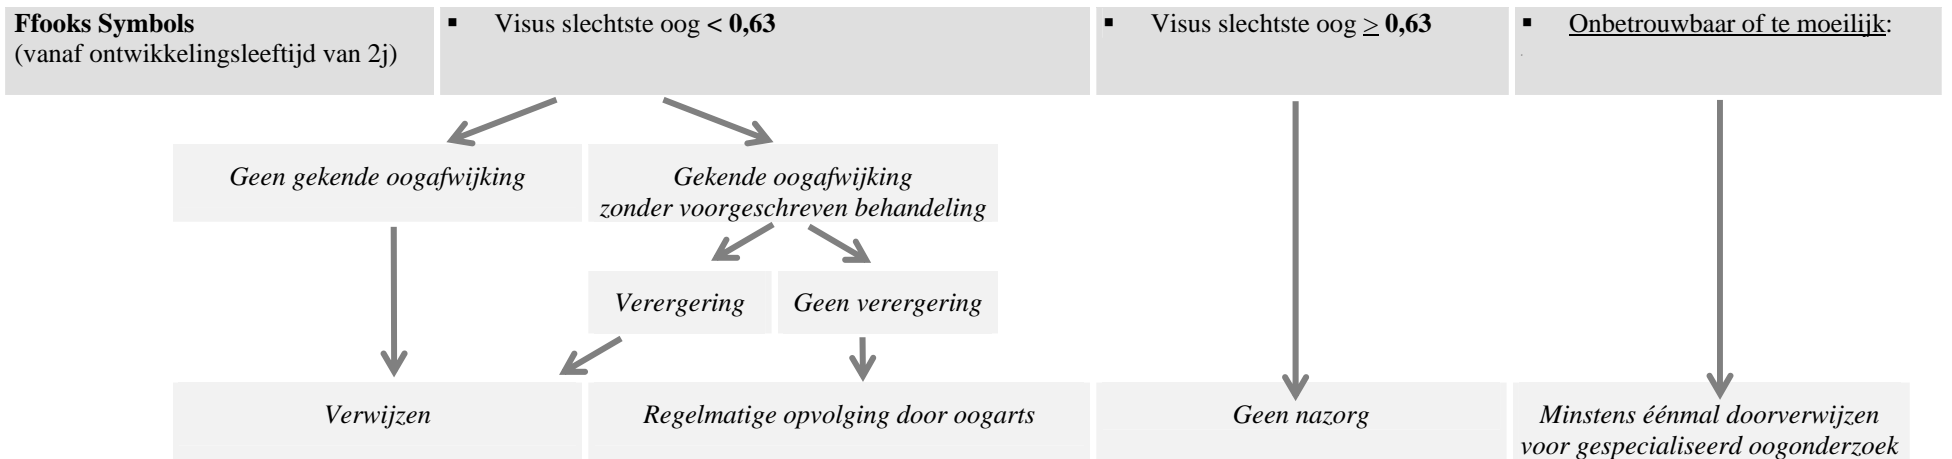 Ffooks Symbols
(vanaf ontwikkelingsleeftijd van 2j)
▪ Visus slechtste oog < 0,63
▪ Visus slechtste oog ≥ 0,63
▪ Onbetrouwbaar of te moeilijk:
Geen gekende oogafwijking
Gekende oogafwijking
zonder voorgeschreven behandeling
Verergering
Geen verergering
Verwijzen
Regelmatige opvolging door oogarts
Geen nazorg
Minstens éénmaal doorverwijzen
voor gespecialiseerd oogonderzoek